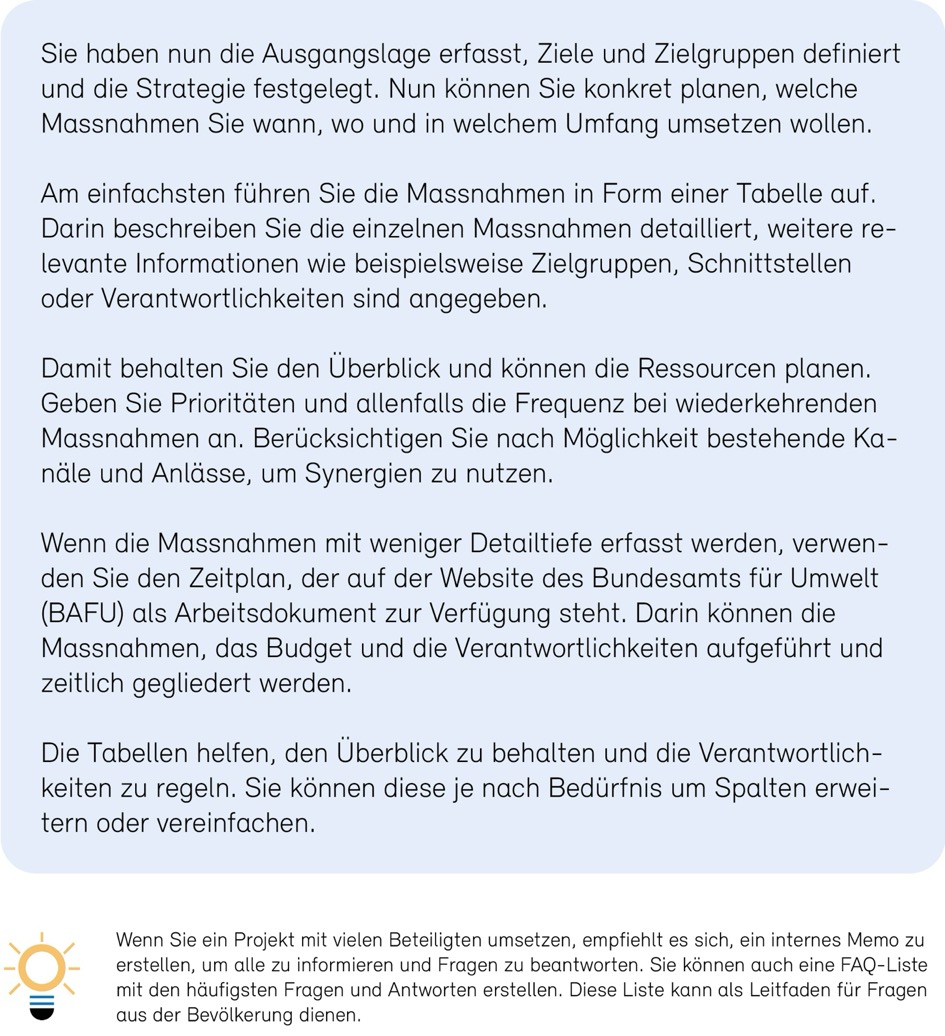 Sie haben nun die Ausgangslage erfasst, Ziele und Zielgruppen definiert
und die Strategie festgelegt. Nun können Sie konkret planen, welche
Massnahmen Sie wann, wo und in welchem Umfang umsetzen wollen.
Am einfachsten führen Sie die Massnahmen in Form einer Tabelle auf.
Darin beschreiben Sie die einzelnen Massnahmen detailliert, weitere re-
levante Informationen wie beispielsweise Zielgruppen, Schnittstellen
oder Verantwortlichkeiten sind angegeben.
Damit behalten Sie den Überblick und können die Ressourcen planen.
Geben Sie Prioritäten und allenfalls die Frequenz bei wiederkehrenden
Massnahmen an. Berücksichtigen Sie nach Möglichkeit bestehende Ka-
näle und Anlässe, um Synergien zu nutzen.
Wenn die Massnahmen mit weniger Detailtiefe erfasst werden, verwen-
den Sie den Zeitplan, der auf der Website des Bundesamts für Umwelt
(BAFU) als Arbeitsdokument zur Verfügung steht. Darin können die
Massnahmen, das Budget und die Verantwortlichkeiten aufgeführt und
zeitlich gegliedert werden.
Die Tabellen helfen, den Überblick zu behalten und die Verantwortlich-
keiten zu regeln. Sie können diese je nach Bedürfnis um Spalten erwei-
tern oder vereinfachen.
Wenn Sie ein Projekt mit vielen Beteiligten umsetzen, empfiehlt es sich, ein internes Memo zu
erstellen, um alle zu informieren und Fragen zu beantworten. Sie können auch eine FAQ-Liste
mit den häufigsten Fragen und Antworten erstellen. Diese Liste kann als Leitfaden für Fragen
aus der Bevölkerung dienen.